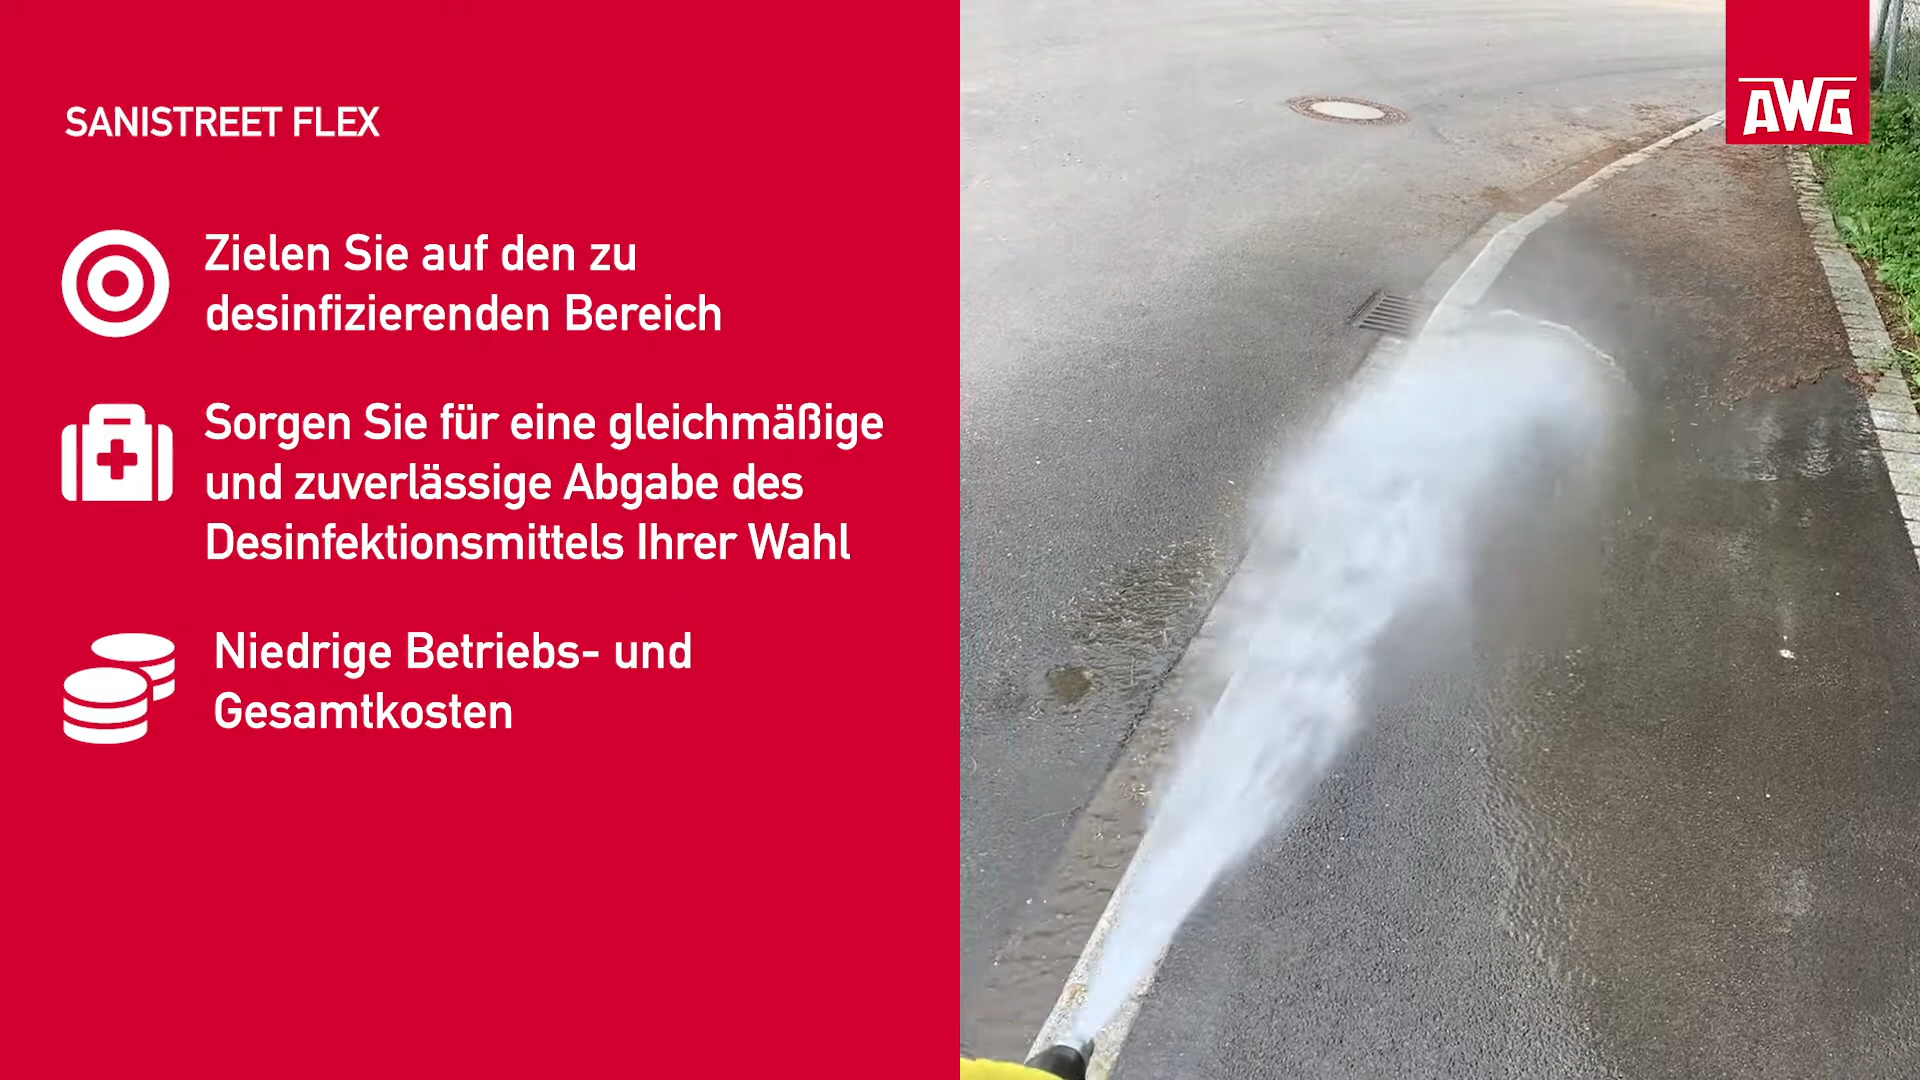 SANISTREET FLEX
Zielen Sie auf den zu
desinfizierenden Bereich
Sorgen Sie für eine gleichmäßige
und zuverlässige Abgabe des
Desinfektionsmittels Ihrer Wahl
Niedrige Betriebs- und
Gesamtkosten
AWG